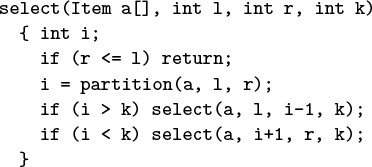 select(Item a[], int l, int r, int k)
{ int i;
if (r <= l) return;
i = partition(a, l, r);
if (i > k) select(a, l, i-1, k);
if (i < k) select(a, i+1, r, k);
}